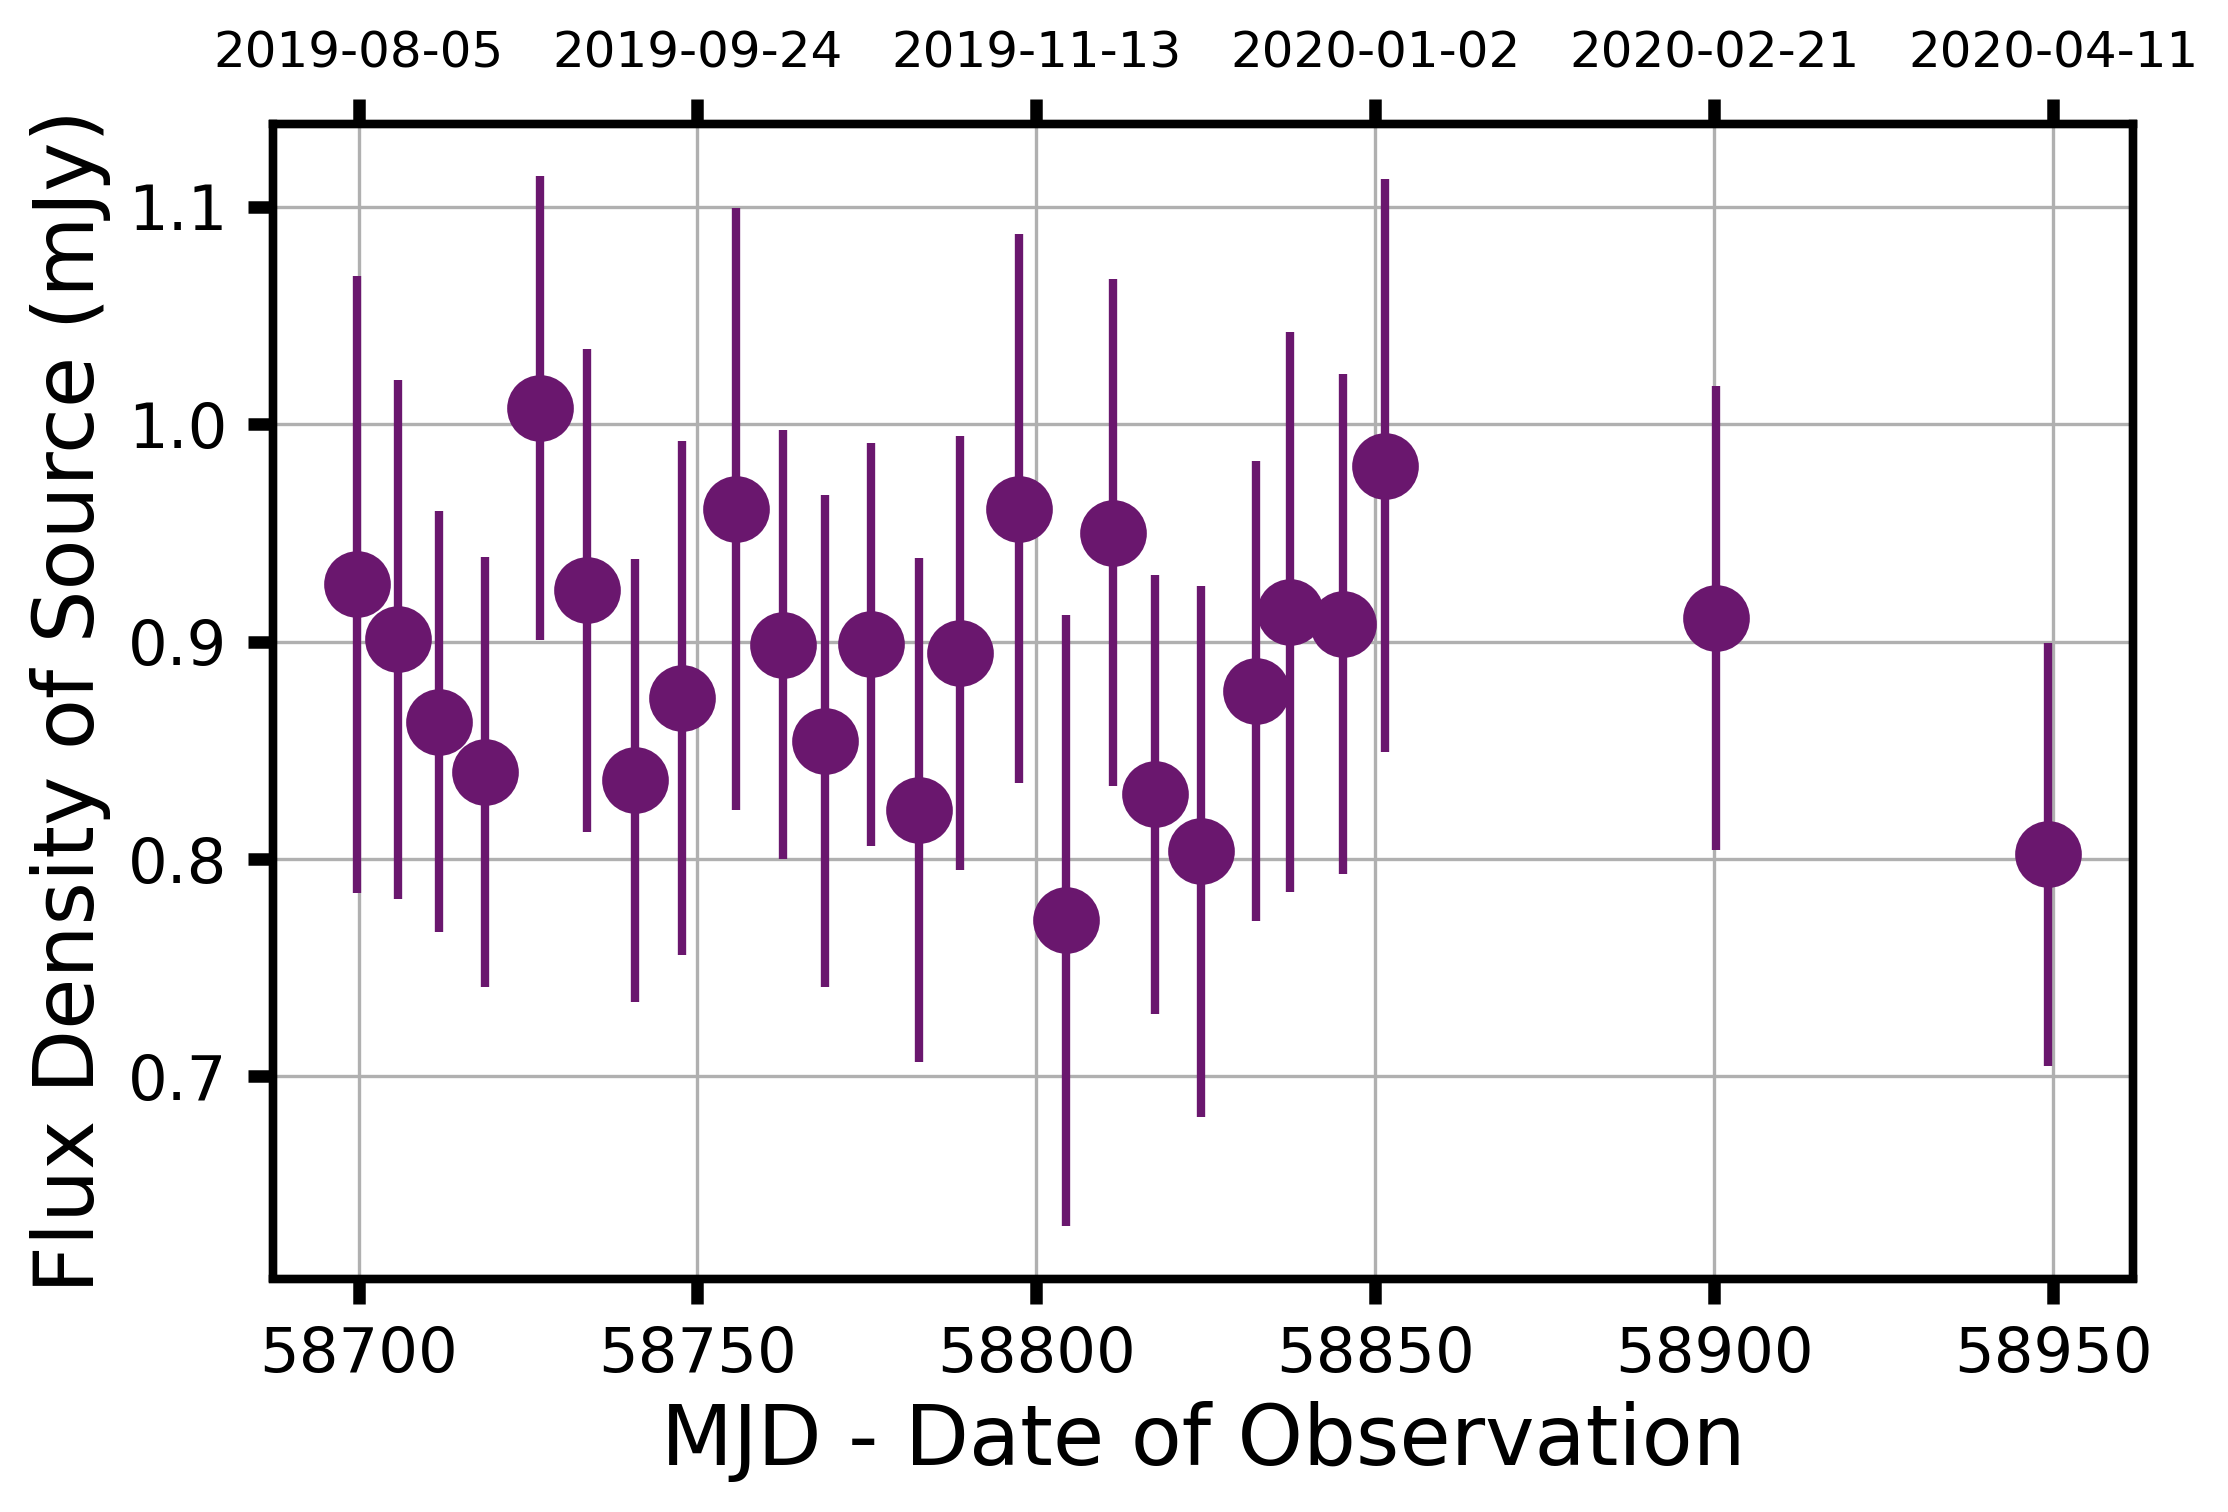 2019-08-05 2019-09-24 2019-11-13 2020-01-02 2020-02-21 2020-04-11
Flux Density of Source (mJy)
1.1
1.0
0.9
0.8
0.7
58700 58750 58800 58850 58900 58950
MJD - Date of Observation